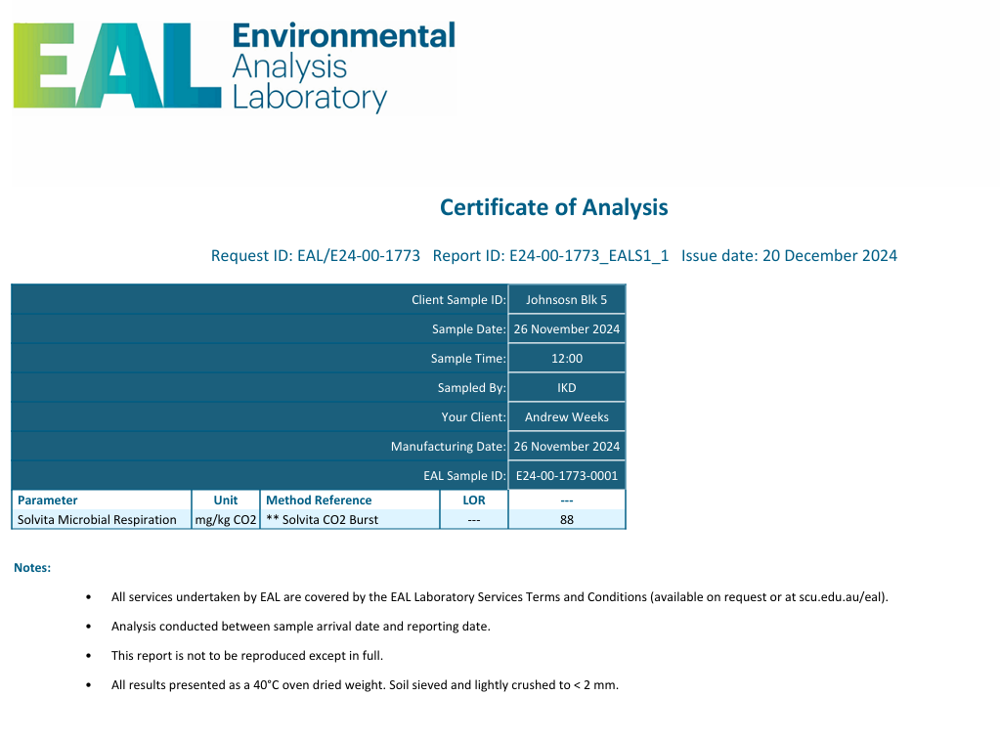 EAL Environmental
Analysis
Laboratory
Certificate of Analysis
Request ID: EAL/E24-00-1773 Report ID: E24-00-1773_EALS1_1 Issue date: 20 December 2024
Client Sample ID: Johnsosn Blk 5
Sample Date: 26 November 2024
Sample Time: 12:00
Sampled By: IKD
Your Client: Andrew Weeks
Manufacturing Date: 26 November 2024
EAL Sample ID: E24-00-1773-0001
Parameter Unit Method Reference LOR ---
Solvita Microbial Respiration mg/kg CO2 ** Solvita CO2 Burst --- 88
Notes:
• All services undertaken by EAL are covered by the EAL Laboratory Services Terms and Conditions (available on request or at scu.edu.au/eal).
• Analysis conducted between sample arrival date and reporting date.
• This report is not to be reproduced except in full.
• All results presented as a 40°C oven dried weight. Soil sieved and lightly crushed to < 2 mm.